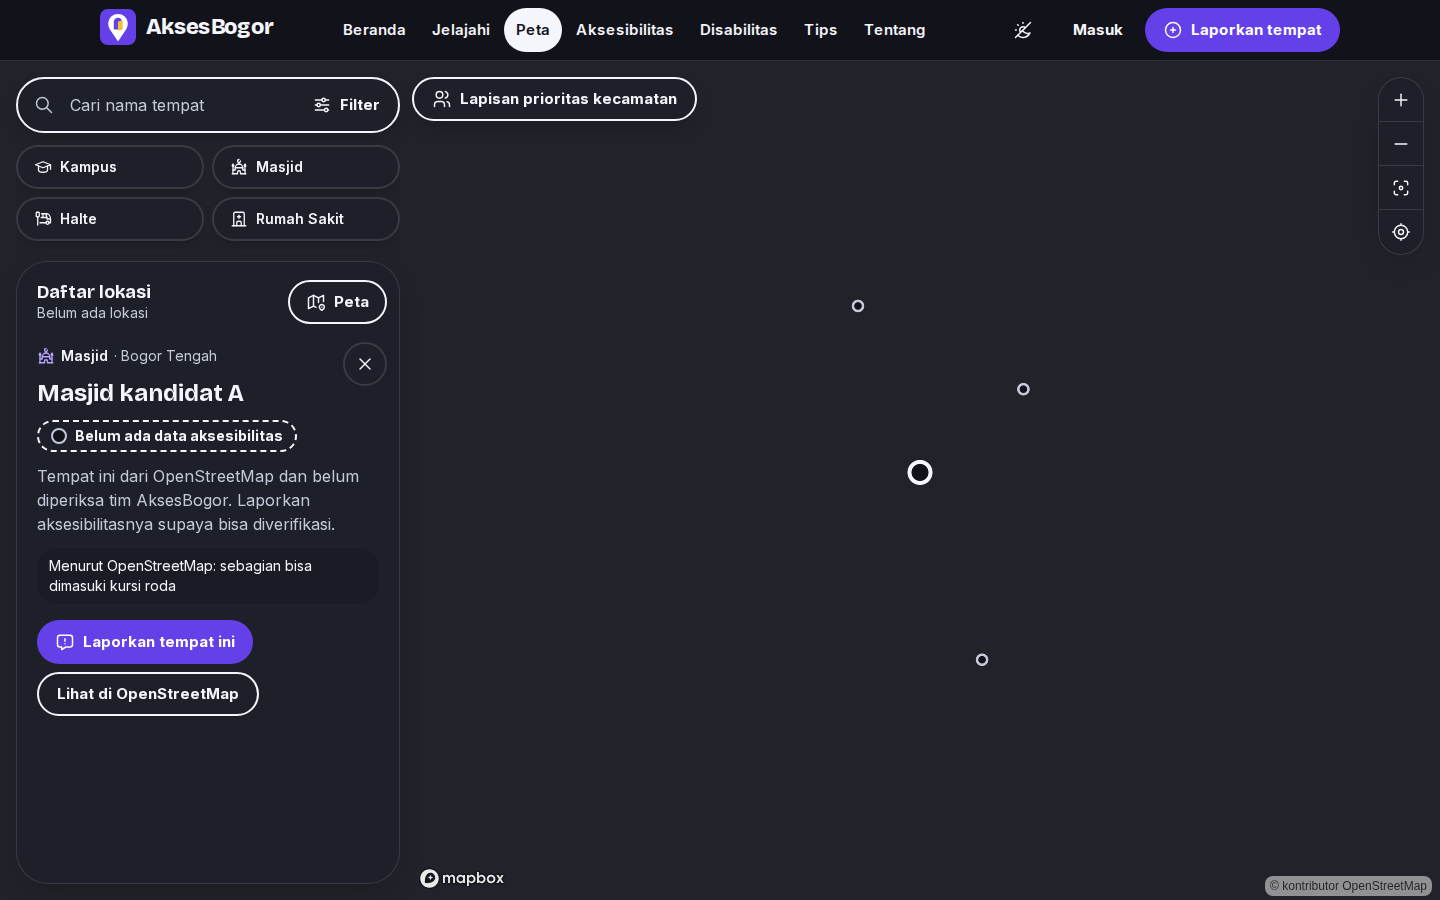 AksesBogor
Beranda
Jelajahi
Peta
Aksesibilitas
Disabilitas
Tips
Tentang
Masuk
Laporkan tempat
Cari nama tempat
Filter
Lapisan prioritas kecamatan
Kampus
Masjid
Halte
Rumah Sakit
Daftar lokasi
Belum ada lokasi
Peta
Masjid · Bogor Tengah
Masjid kandidat A
Belum ada data aksesibilitas
Tempat ini dari OpenStreetMap dan belum
diperiksa tim AksesBogor. Laporkan
aksesibilitasnya supaya bisa diverifikasi.
Menurut OpenStreetMap: sebagian bisa
dimasuki kursi roda
Laporkan tempat ini
Lihat di OpenStreetMap
mapbox
© kontributor OpenStreetMap